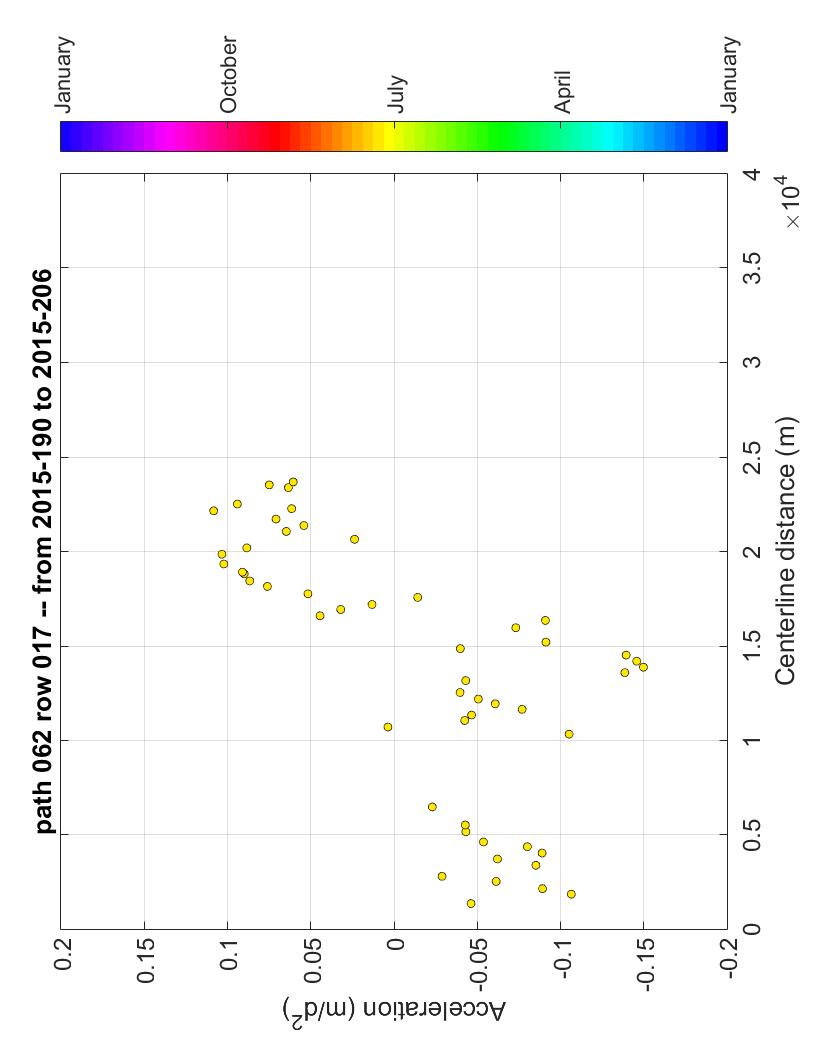 path 062 row 017 -- from 2015-190 to 2015-206
0.2
0.15
0.1
0.05
0
-0.05
-0.1
-0.15
-0.2
Acceleration (m/d²)
0
0.5
1
1.5
2
2.5
3
3.5
4
×10⁴
Centerline distance (m)
January
October
July
April
January